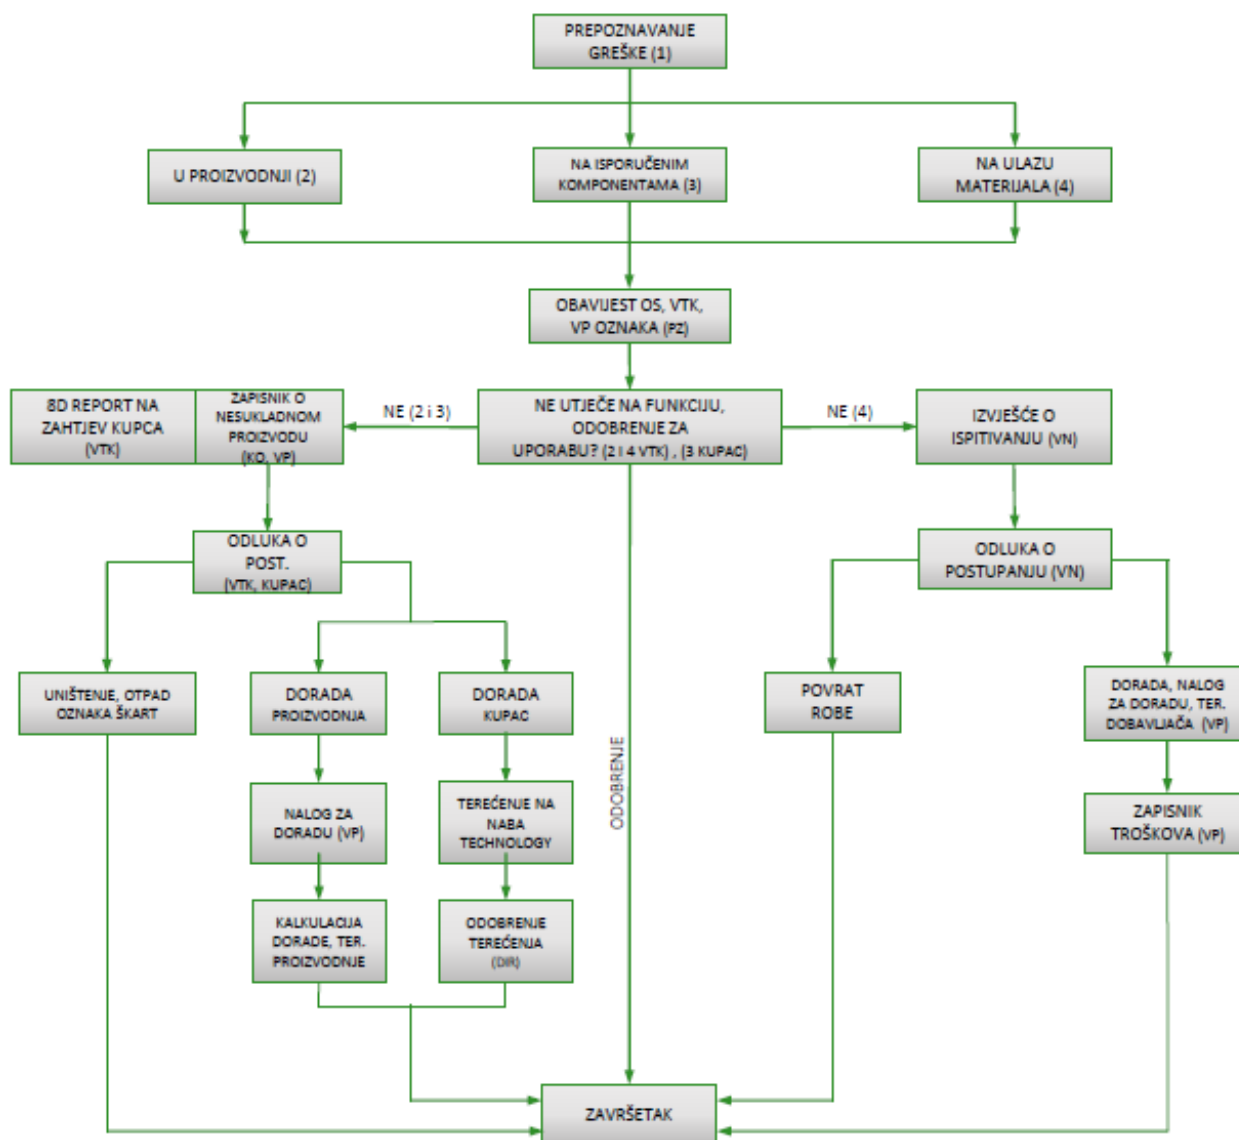 PREPOZNAVANJE
GREŠKE (1)
U PROIZVODNJI (2)
NA ISPORUČENIM
KOMPONENTAMA (3)
NA ULAZU
MATERIJALA (4)
OBAVIJEST OS, VTK,
VP OZNAKA (PZ)
8D REPORT NA
ZAHTJEV KUPCA
(VTK)
ZAPISNIK O
NESUKLADNOM
PROIZVODU
(KO, VP)
NE (2 i 3)
NE UTJEČE NA FUNKCIJU,
ODOBRENJE ZA
UPORABU? (2 I 4 VTK) , (3 KUPAC)
NE (4)
IZVJEŠĆE O
ISPITIVANJU (VN)
ODLUKA O
POST.
(VTK, KUPAC)
ODLUKA O
POSTUPANJU (VN)
UNIŠTENJE, OTPAD
OZNAKA ŠKART
DORADA
PROIZVODNJA
DORADA
KUPAC
ODOBRENJE
POVRAT
ROBE
DORADA, NALOG
ZA DORADU, TER.
DOBAVLJAČA (VP)
NALOG ZA
DORADU (VP)
TEREĆENJE NA
NABA
TECHNOLOGY
ZAPISNIK
TROŠKOVA (VP)
KALKULACIJA
DORADE, TER.
PROIZVODNJE
ODOBRENJE
TEREĆENJA
(DIR)
ZAVRŠETAK